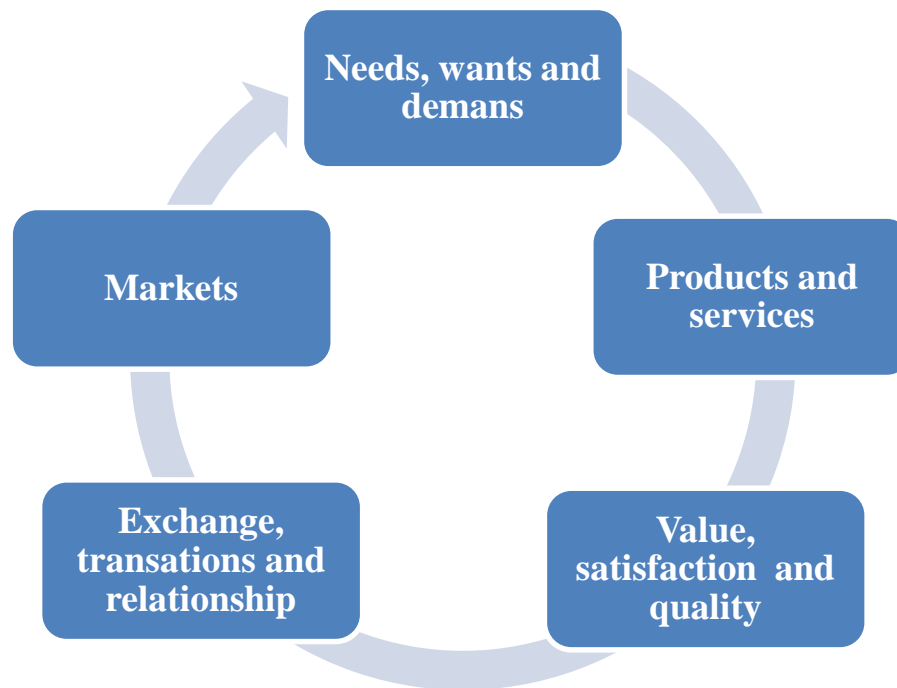 Needs, wants and
demans
Products and
services
Value,
satisfaction and
quality
Exchange,
transations and
relationship
Markets